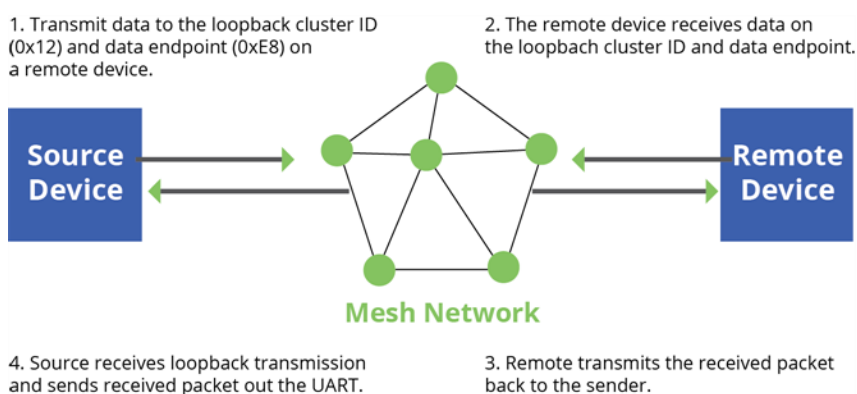 1. Transmit data to the loopback cluster ID
(0x12) and data endpoint (0xE8) on
a remote device.
2. The remote device receives data on
the loopbach cluster ID and data endpoint.
Source
Device
Remote
Device
Mesh Network
4. Source receives loopback transmission
and sends received packet out the UART.
3. Remote transmits the received packet
back to the sender.